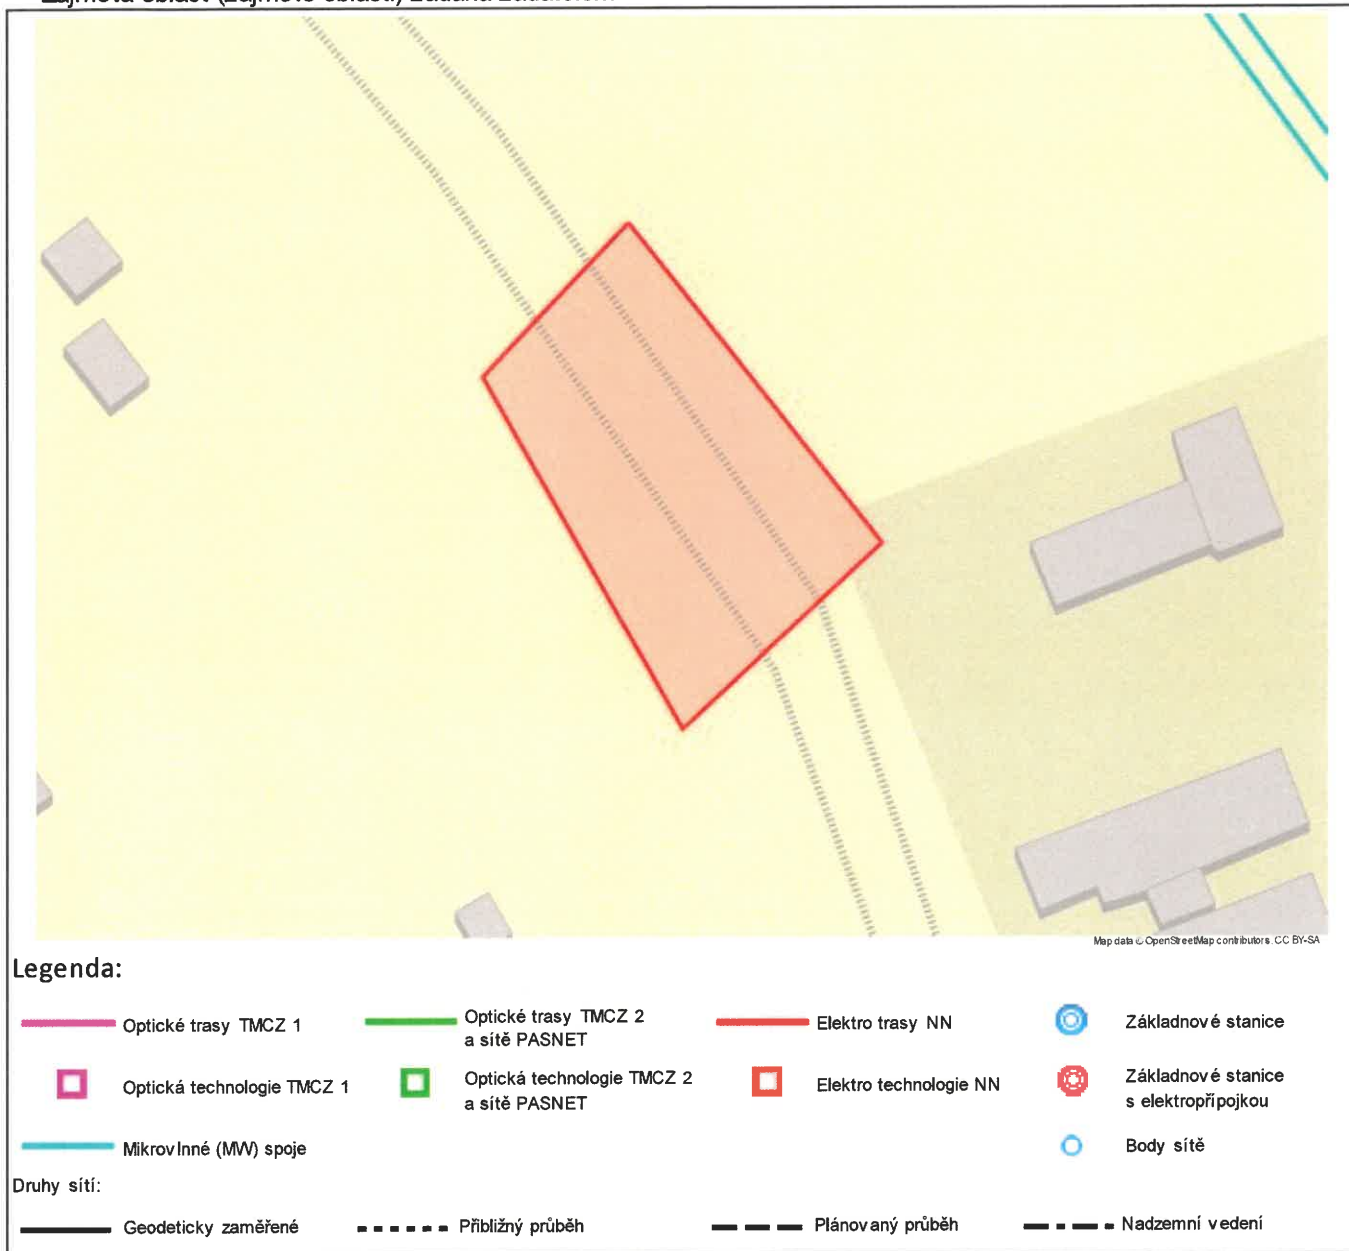 Map data © OpenStreetMap contributors, CC BY-SA
Legenda:
Optické trasy TMCZ 1
Optické trasy TMCZ 2
a sítě PASNET
Elektro trasy NN
Základnové stanice
Optická technologie TMCZ 1
Optická technologie TMCZ 2
a sítě PASNET
Elektro technologie NN
Základnové stanice
s elektropřípojkou
Mikrovlnné (MW) spoje
Body sítě
Druhy sítí:
Geodeticky zaměřené
Přibližný průběh
Plánovaný průběh
Nadzemní vedení